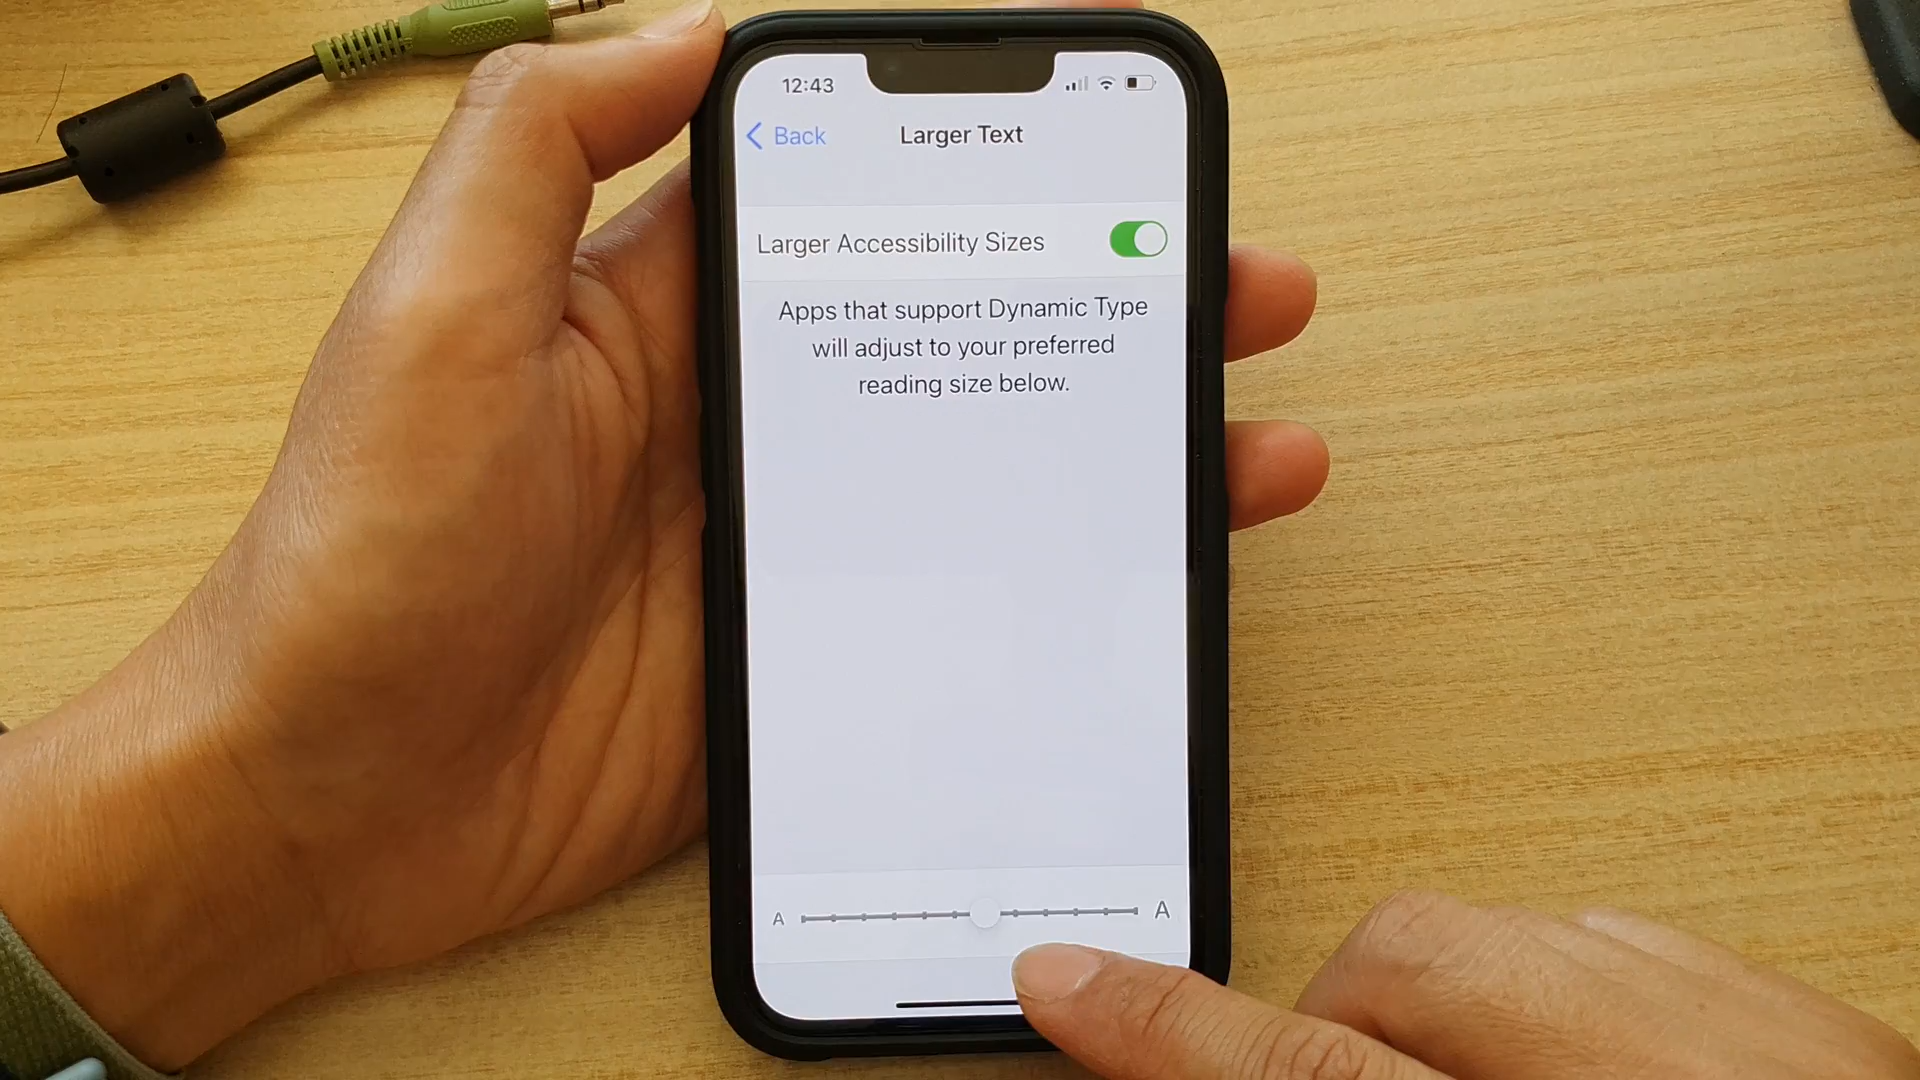 12:43
Back
Larger Text
Larger Accessibility Sizes
Apps that support Dynamic Type
will adjust to your preferred
reading size below.
A A